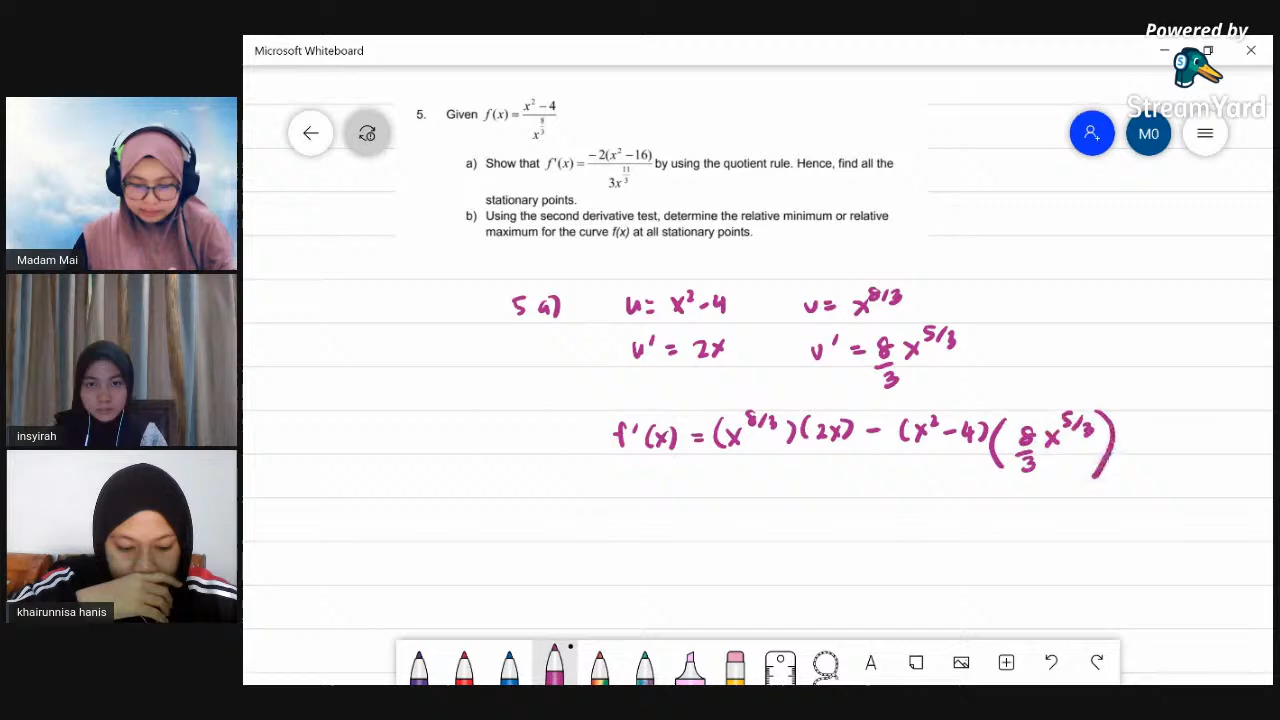 Powered by
StreamYard
Microsoft Whiteboard
M0
5. Given f(x) = (x² − 4) / x^(8/3)
a) Show that f'(x) = −2(x² − 16) / 3x^(11/3) by using the quotient rule. Hence, find all the
stationary points.
b) Using the second derivative test, determine the relative minimum or relative
maximum for the curve f(x) at all stationary points.
5 a) u = x² - 4 v = x^(8/3)
u' = 2x v' = 8/3 x^(5/3)
f'(x) = (x^(8/3))(2x) - (x² - 4)(8/3 x^(5/3))
Madam Mai
insyirah
khairunnisa hanis
A